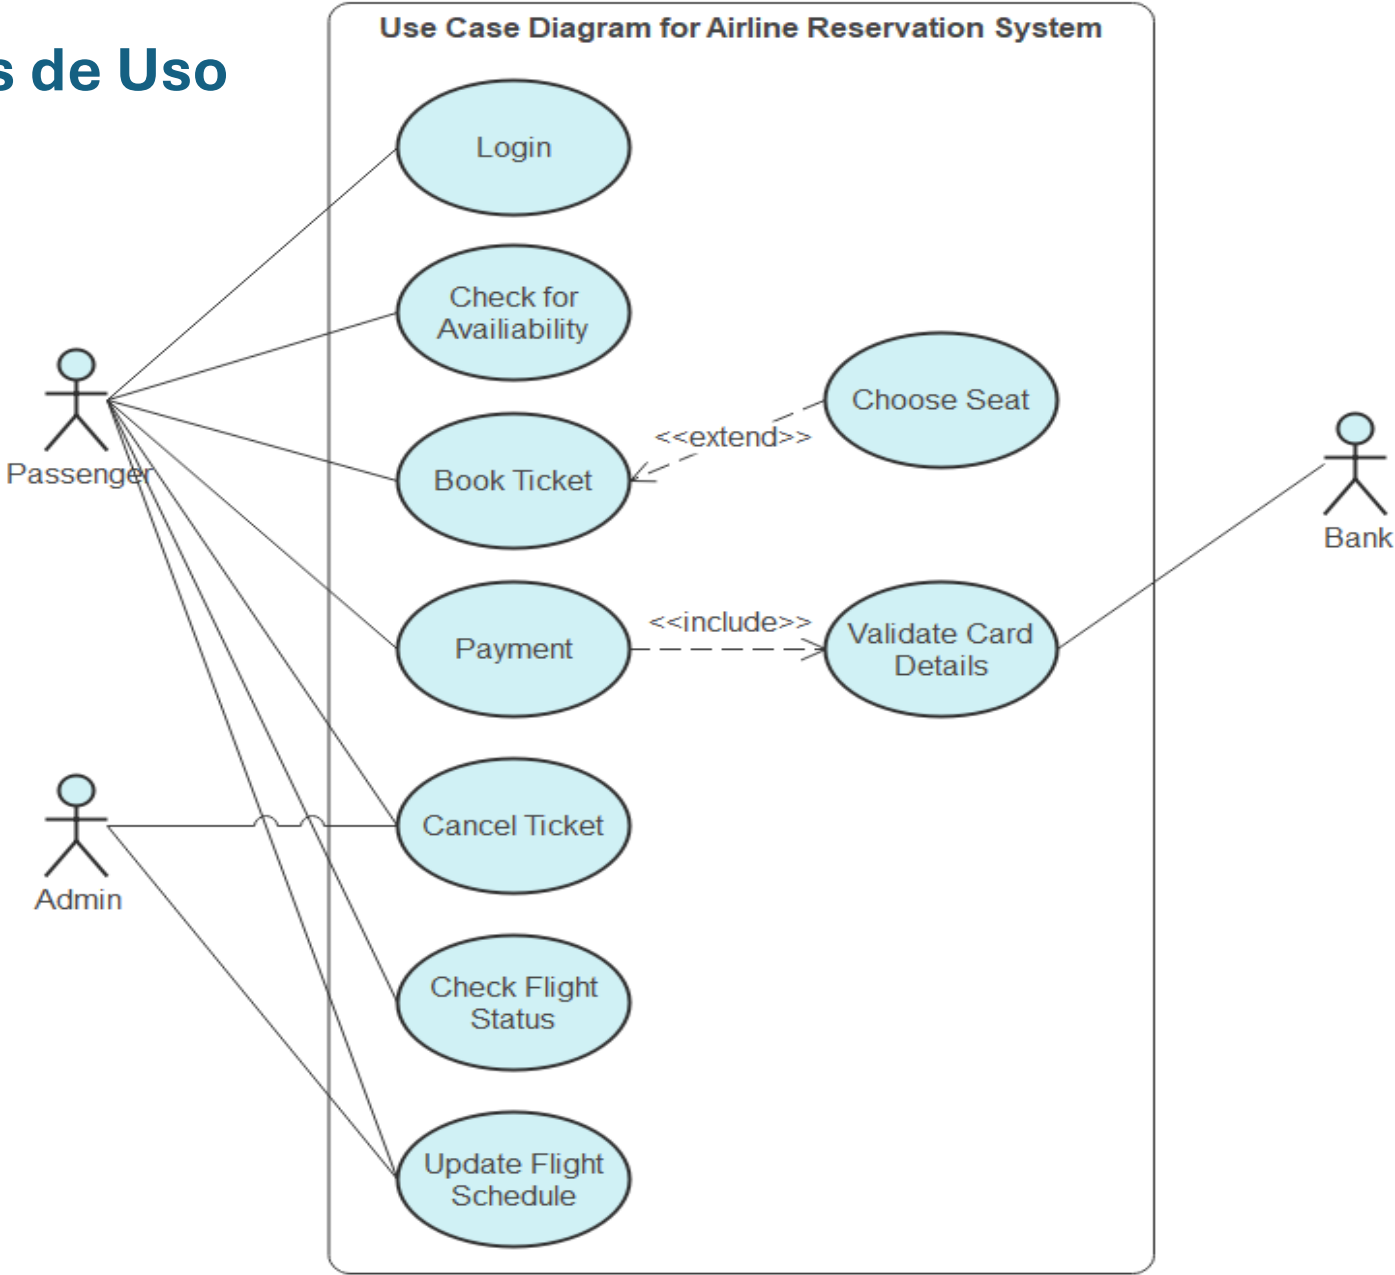 Use Case Diagram for Airline Reservation System
s de Uso
Login
Check for
Availiability
Choose Seat
<<extend>>
Book Ticket
Passenger
Bank
<<include>>
Payment
Validate Card
Details
Cancel Ticket
Admin
Check Flight
Status
Update Flight
Schedule